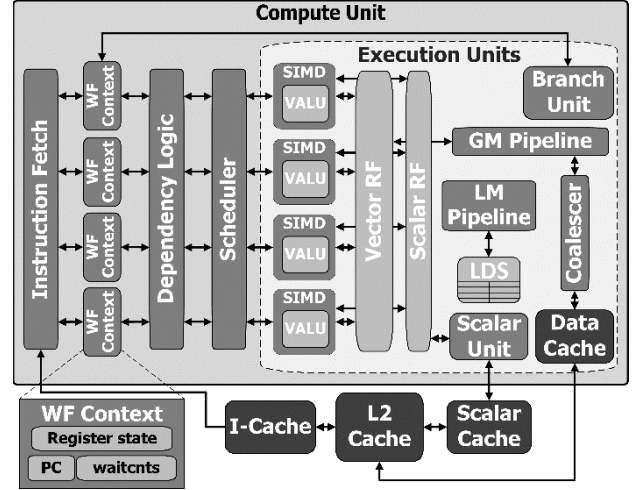 Compute Unit
Execution Units
Instruction Fetch
WF
Context
WF
Context
WF
Context
WF
Context
Dependency Logic
Scheduler
SIMD
VALU
SIMD
VALU
SIMD
VALU
SIMD
VALU
Vector RF
Scalar RF
Branch
Unit
GM Pipeline
LM
Pipeline
LDS
Coalescer
Scalar
Unit
Data
Cache
WF Context
Register state
PC
waitcnts
I-Cache
L2
Cache
Scalar
Cache